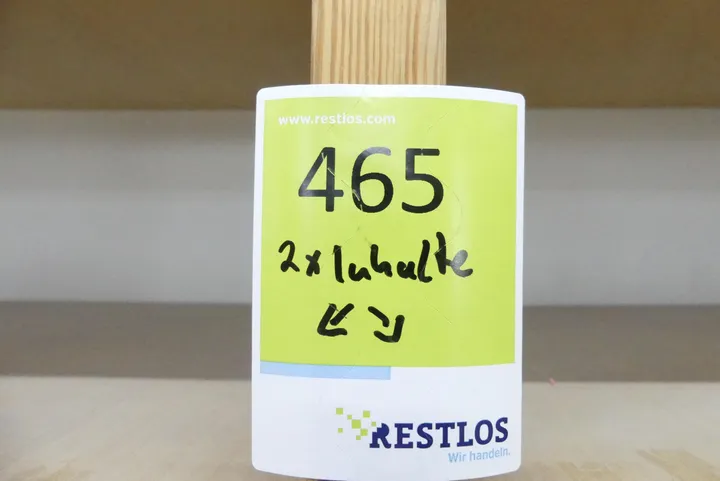 www.restlos.com
465
2x Inhalte
↙ ↘
RESTLOS
Wir handeln.